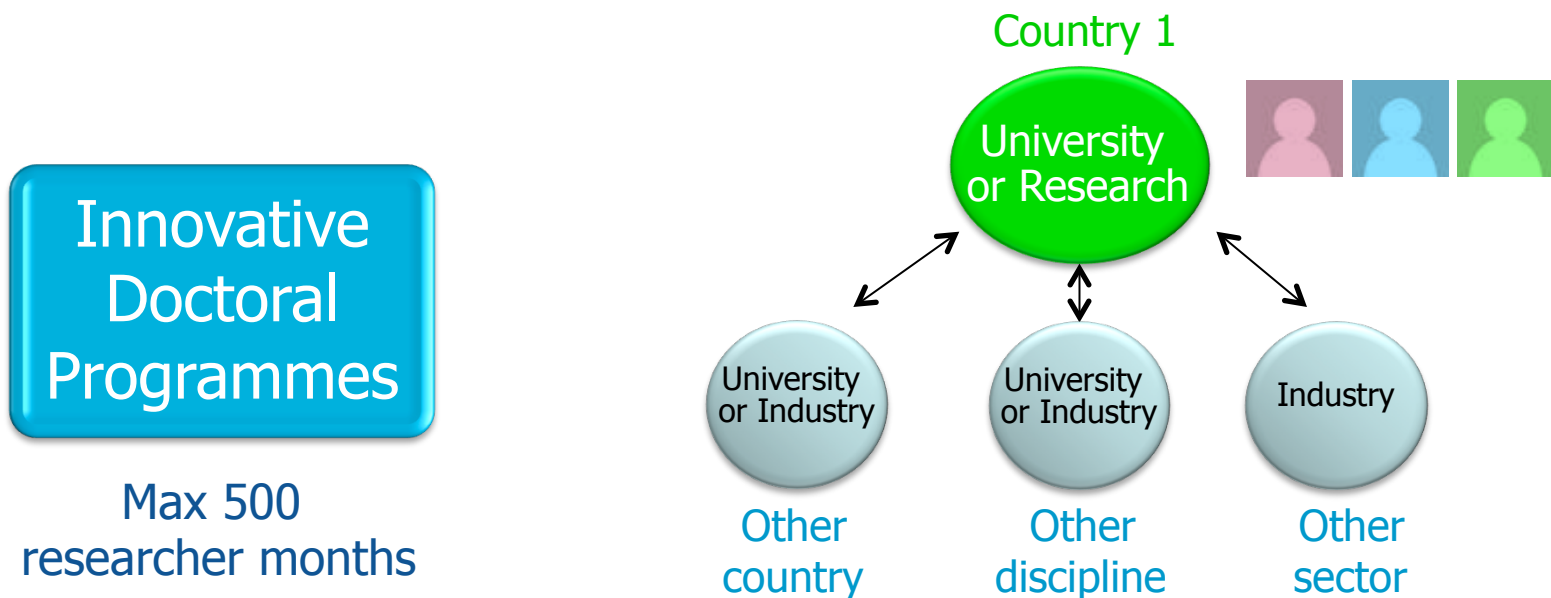 Innovative
Doctoral
Programmes
Max 500
researcher months
Country 1
University
or Research
University
or Industry
University
or Industry
Industry
Other
country
Other
discipline
Other
sector